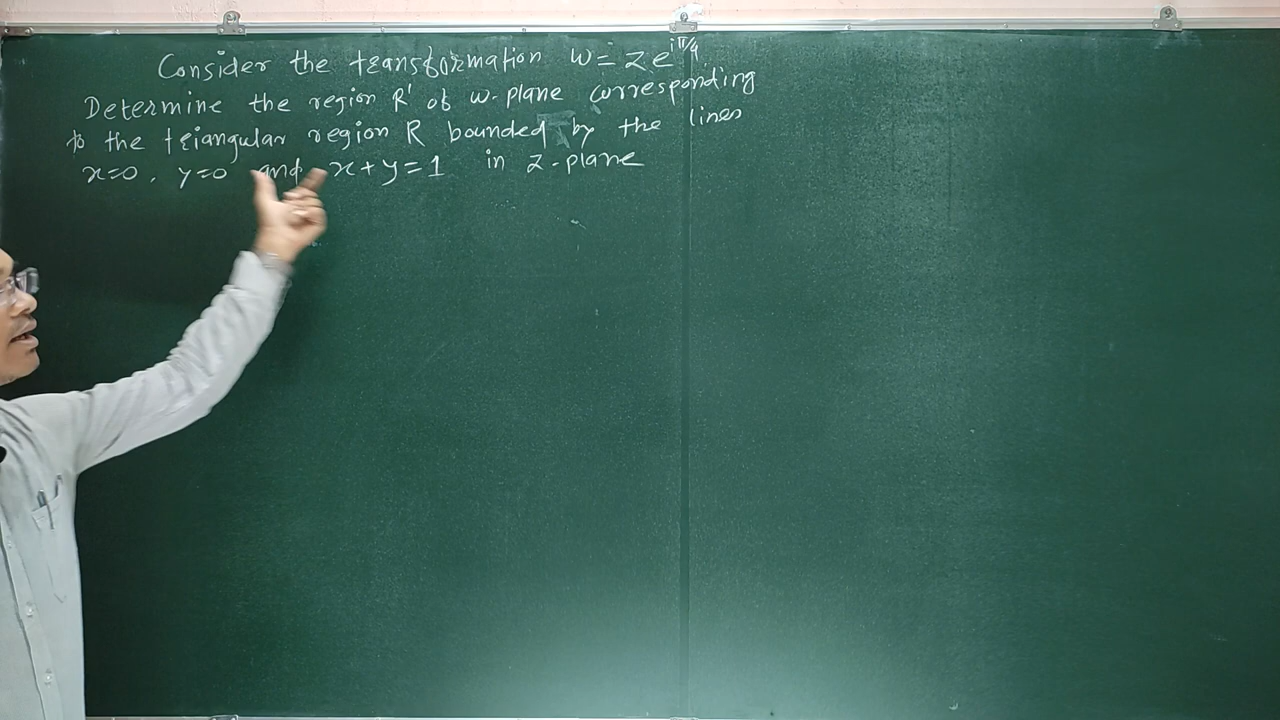 Consider the transformation w = z e^{iπ/4}.
Determine the region R' of w-plane corresponding
to the triangular region R bounded by the lines
x=0, y=0 and x+y=1 in z-plane